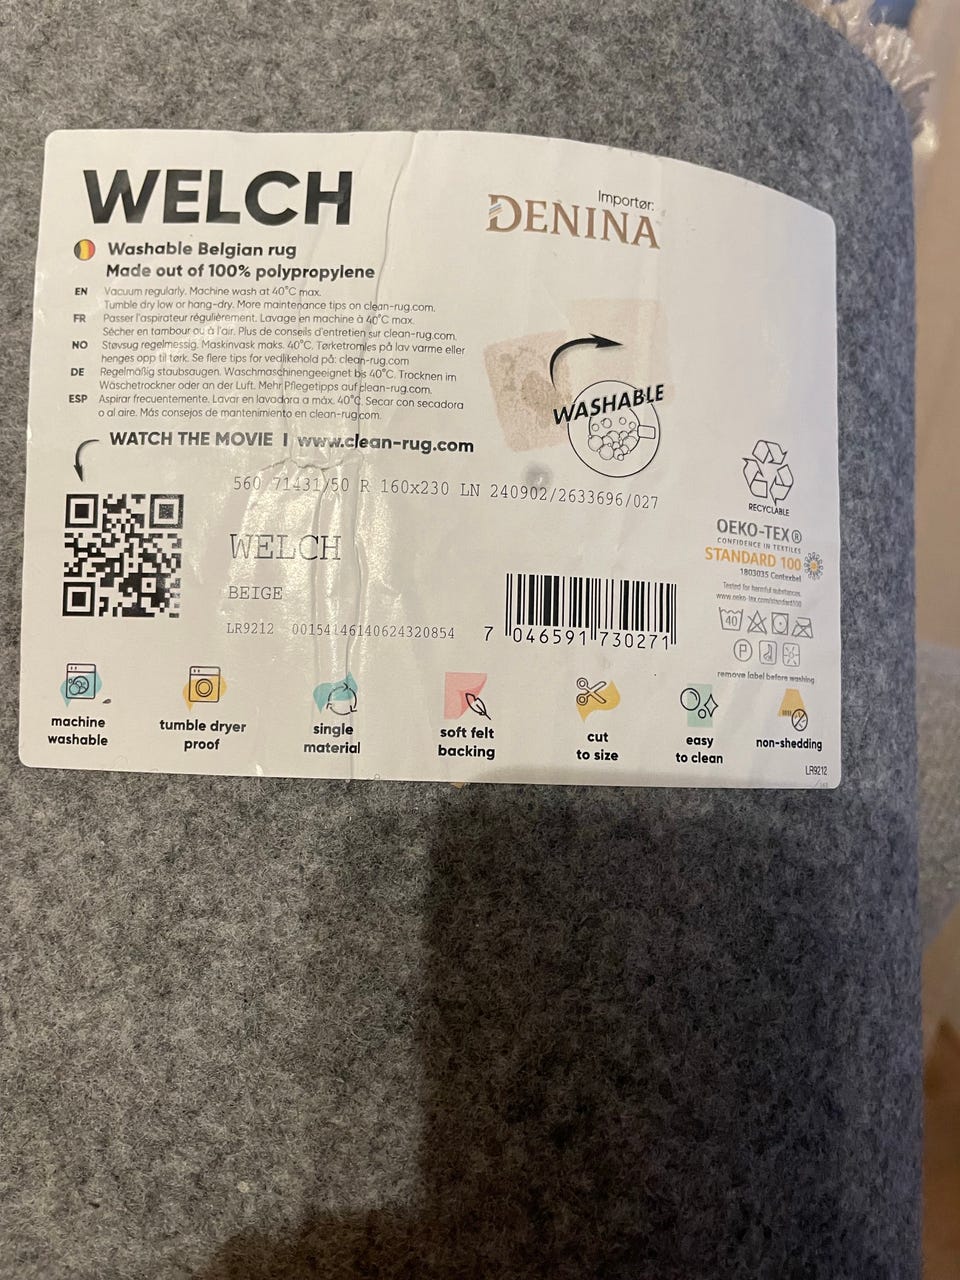 WELCH
Importør:
DENINA
Washable Belgian rug
Made out of 100% polypropylene
EN Vacuum regularly. Machine wash at 40°C max.
Tumble dry low or hang-dry. More maintenance tips on clean-rug.com.
FR Passer l'aspirateur régulièrement. Lavage en machine à 40°C max.
Sécher en tambour ou à l'air. Plus de conseils d'entretien sur clean-rug.com.
NO Støvsug regelmessig. Maskinvask maks. 40°C. Tørketromles på lav varme eller
henges opp til tørk. Se flere tips for vedlikehold på: clean-rug.com
DE Regelmäßig staubsaugen. Waschmaschinengeeignet bis 40°C. Trocknen im
Wäschetrockner oder an der Luft. Mehr Pflegetipps auf clean-rug.com.
ESP Aspirar frecuentemente. Lavar en lavadora a máx. 40°C. Secar con secadora
o al aire. Más consejos de mantenimiento en clean-rug.com.
WASHABLE
WATCH THE MOVIE I www.clean-rug.com
560 71431/50 R 160x230 LN 240902/2633696/027
WELCH
BEIGE
LR9212 00154146140624320854
7 046591 730271
RECYCLABLE
OEKO-TEX®
CONFIDENCE IN TEXTILES
STANDARD 100
1803035 Centexbel
Tested for harmful substances.
www.oeko-tex.com/standard100
40
P
remove label before washing
machine
washable
tumble dryer
proof
single
material
soft felt
backing
cut
to size
easy
to clean
non-shedding
LR9212